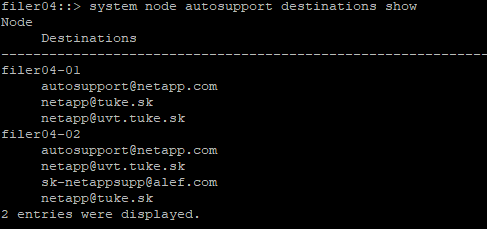 filer04::> system node autosupport destinations show
Node
Destinations
-----------------------------------------------------------------
filer04-01
autosupport@netapp.com
netapp@tuke.sk
netapp@uvt.tuke.sk
filer04-02
autosupport@netapp.com
netapp@uvt.tuke.sk
sk-netappsupp@alef.com
netapp@tuke.sk
2 entries were displayed.